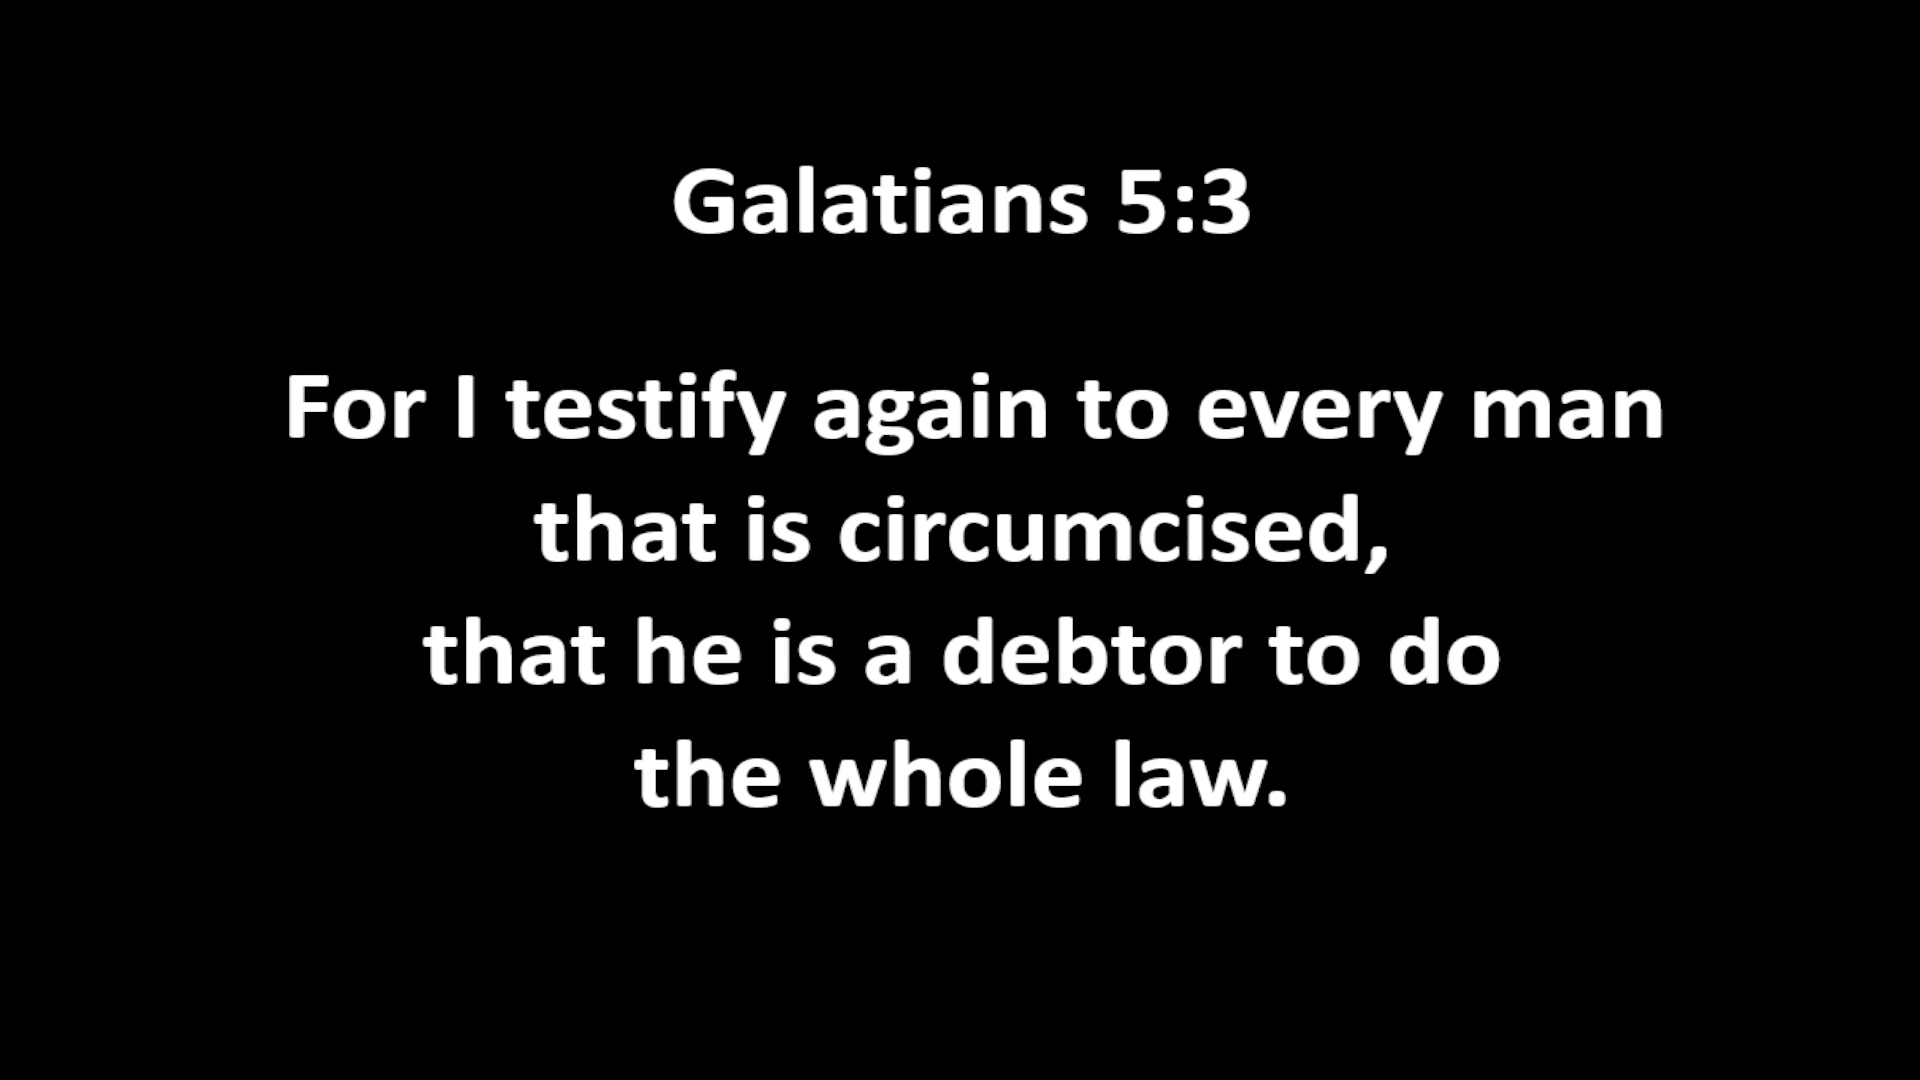 Galatians 5:3
For I testify again to every man
that is circumcised,
that he is a debtor to do
the whole law.